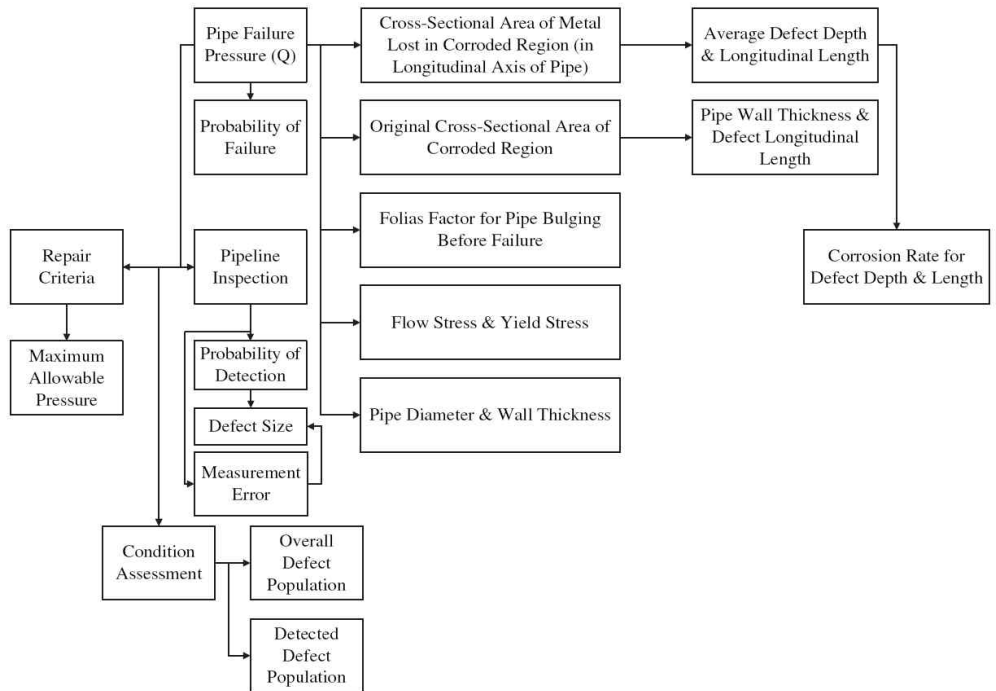 Pipe Failure
Pressure (Q)
Cross-Sectional Area of Metal
Lost in Corroded Region (in
Longitudinal Axis of Pipe)
Average Defect Depth
& Longitudinal Length
Probability of
Failure
Original Cross-Sectional Area of
Corroded Region
Pipe Wall Thickness &
Defect Longitudinal
Length
Folias Factor for Pipe Bulging
Before Failure
Repair
Criteria
Pipeline
Inspection
Corrosion Rate for
Defect Depth & Length
Flow Stress & Yield Stress
Maximum
Allowable
Pressure
Probability of
Detection
Defect Size
Pipe Diameter & Wall Thickness
Measurement
Error
Condition
Assessment
Overall
Defect
Population
Detected
Defect
Population